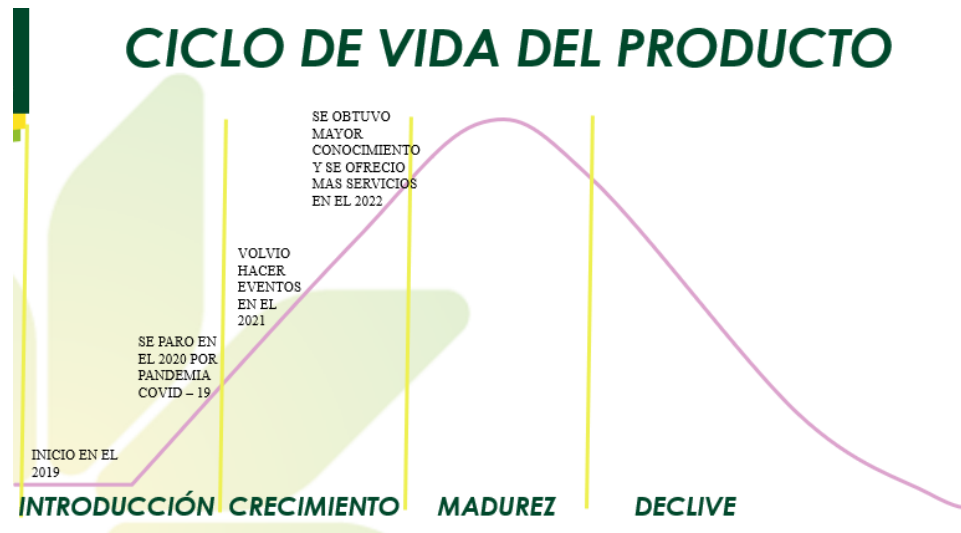 CICLO DE VIDA DEL PRODUCTO
SE OBTUVO
MAYOR
CONOCIMIENTO
Y SE OFRECIO
MAS SERVICIOS
EN EL 2022
VOLVIO
HACER
EVENTOS
EN EL
2021
SE PARO EN
EL 2020 POR
PANDEMIA
COVID – 19
INICIO EN EL
2019
INTRODUCCIÓN
CRECIMIENTO
MADUREZ
DECLIVE